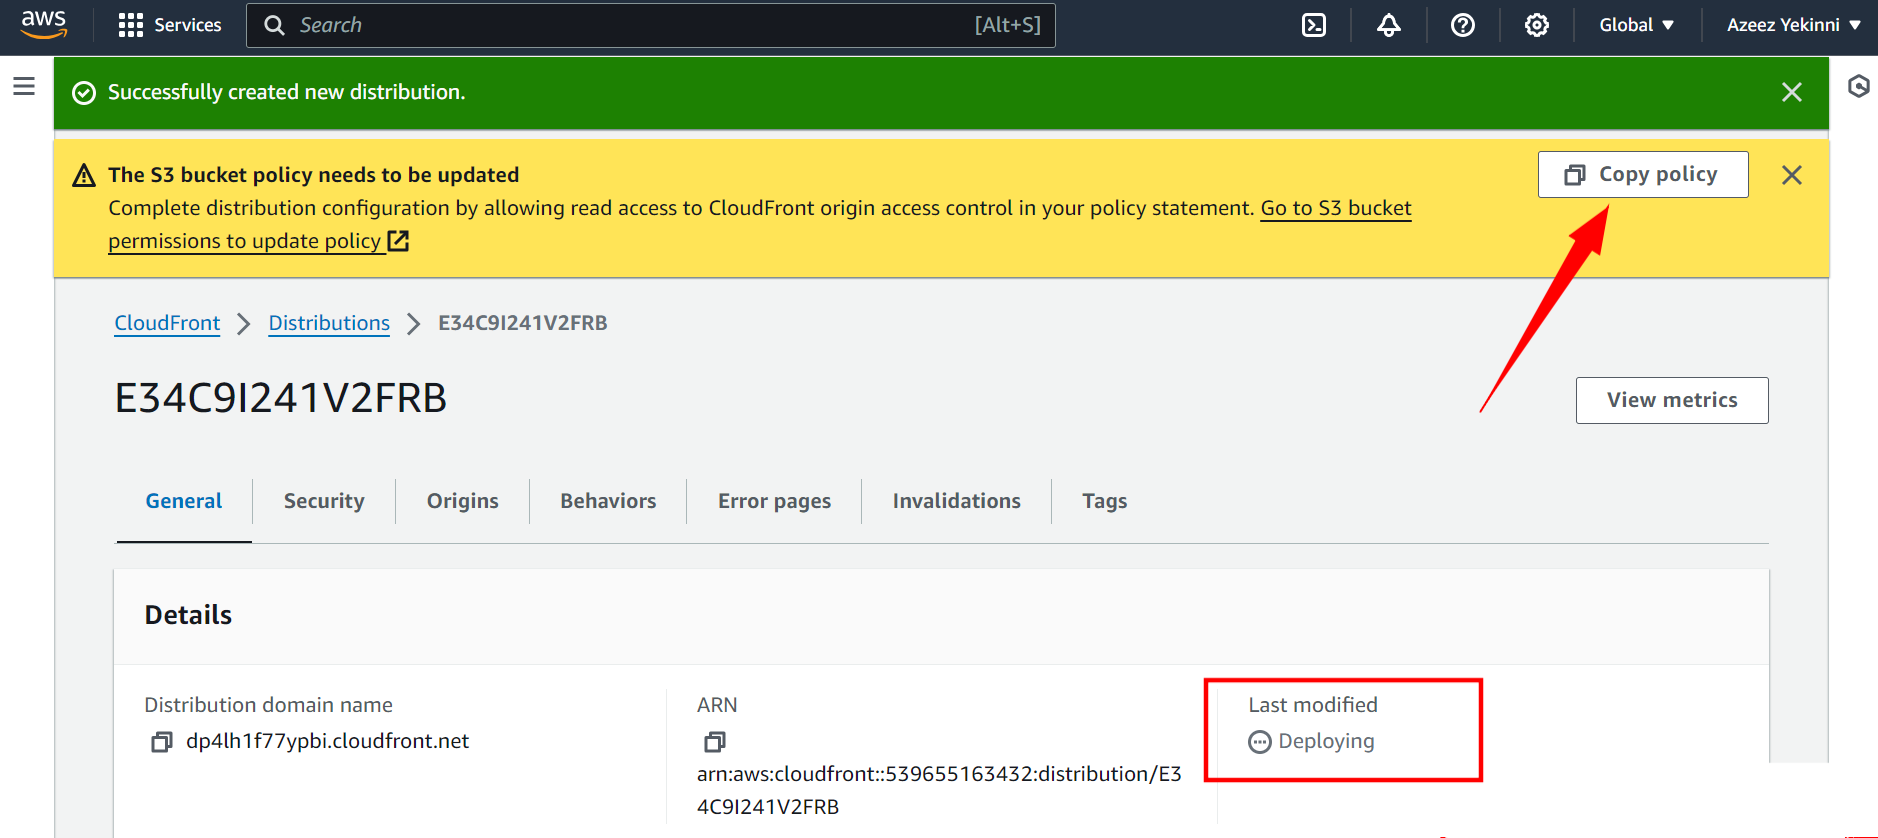 aws Services Search [Alt+S] Global Azeez Yekinni
Successfully created new distribution.
The S3 bucket policy needs to be updated
Copy policy
Complete distribution configuration by allowing read access to CloudFront origin access control in your policy statement. Go to S3 bucket
permissions to update policy
CloudFront Distributions E34C9I241V2FRB
E34C9I241V2FRB
View metrics
General Security Origins Behaviors Error pages Invalidations Tags
Details
Distribution domain name
dp4lh1f77ypbi.cloudfront.net
ARN
arn:aws:cloudfront::539655163432:distribution/E3
4C9I241V2FRB
Last modified
Deploying